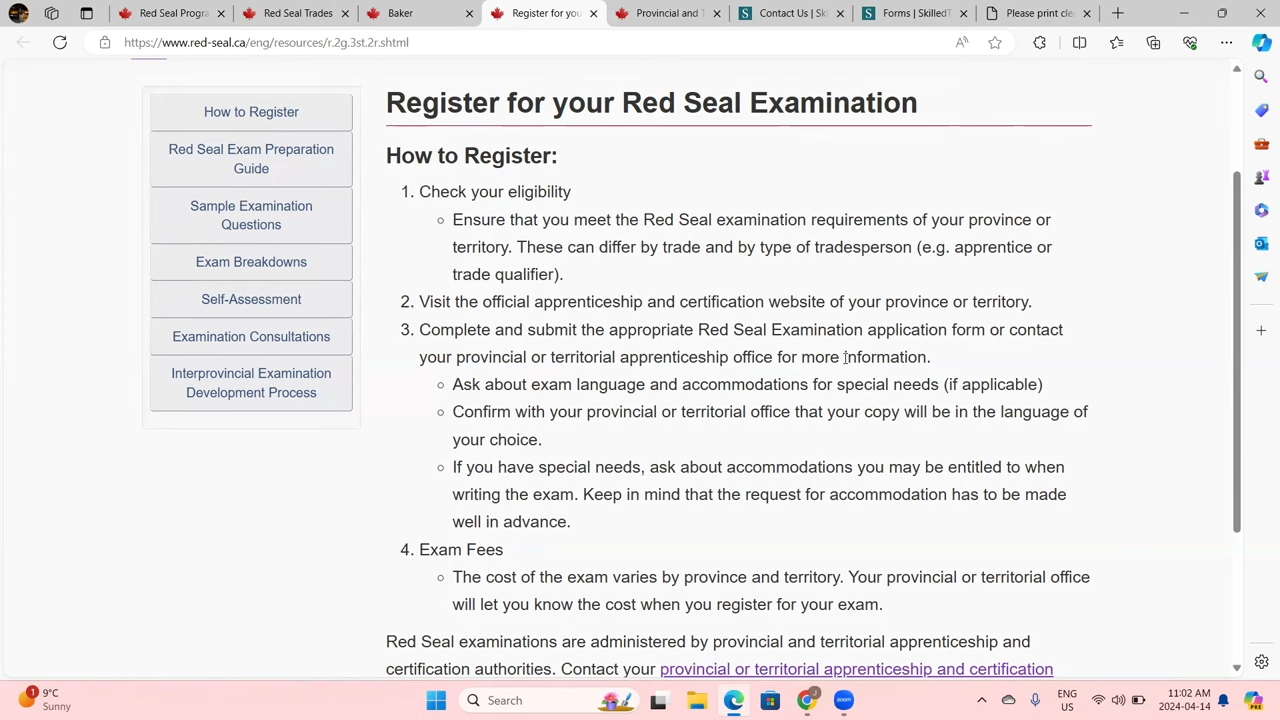 Red Seal Progra
Red Seal Trades
Baker
Register for you
Provincial and T
Contact Us | Ski
Forms | SkilledT
Please print cle
https://www.red-seal.ca/eng/resources/r.2g.3st.2r.shtml
How to Register
Red Seal Exam Preparation
Guide
Sample Examination
Questions
Exam Breakdowns
Self-Assessment
Examination Consultations
Interprovincial Examination
Development Process
Register for your Red Seal Examination
How to Register:
1. Check your eligibility
Ensure that you meet the Red Seal examination requirements of your province or
territory. These can differ by trade and by type of tradesperson (e.g. apprentice or
trade qualifier).
2. Visit the official apprenticeship and certification website of your province or territory.
3. Complete and submit the appropriate Red Seal Examination application form or contact
your provincial or territorial apprenticeship office for more information.
Ask about exam language and accommodations for special needs (if applicable)
Confirm with your provincial or territorial office that your copy will be in the language of
your choice.
If you have special needs, ask about accommodations you may be entitled to when
writing the exam. Keep in mind that the request for accommodation has to be made
well in advance.
4. Exam Fees
The cost of the exam varies by province and territory. Your provincial or territorial office
will let you know the cost when you register for your exam.
Red Seal examinations are administered by provincial and territorial apprenticeship and
certification authorities. Contact your provincial or territorial apprenticeship and certification
1
9°C
Sunny
Search
zoom
ENG
US
11:02 AM
2024-04-14
PRE